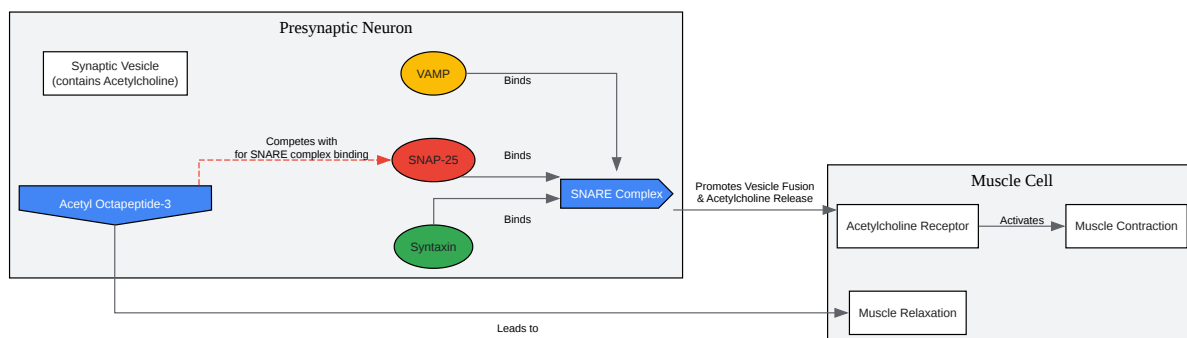 Presynaptic Neuron
Synaptic Vesicle
(contains Acetylcholine)
VAMP
Binds
Competes with
for SNARE complex binding
SNAP-25
Binds
Acetyl Octapeptide-3
SNARE Complex
Binds
Syntaxin
Promotes Vesicle Fusion
& Acetylcholine Release
Muscle Cell
Acetylcholine Receptor
Activates
Muscle Contraction
Muscle Relaxation
Leads to